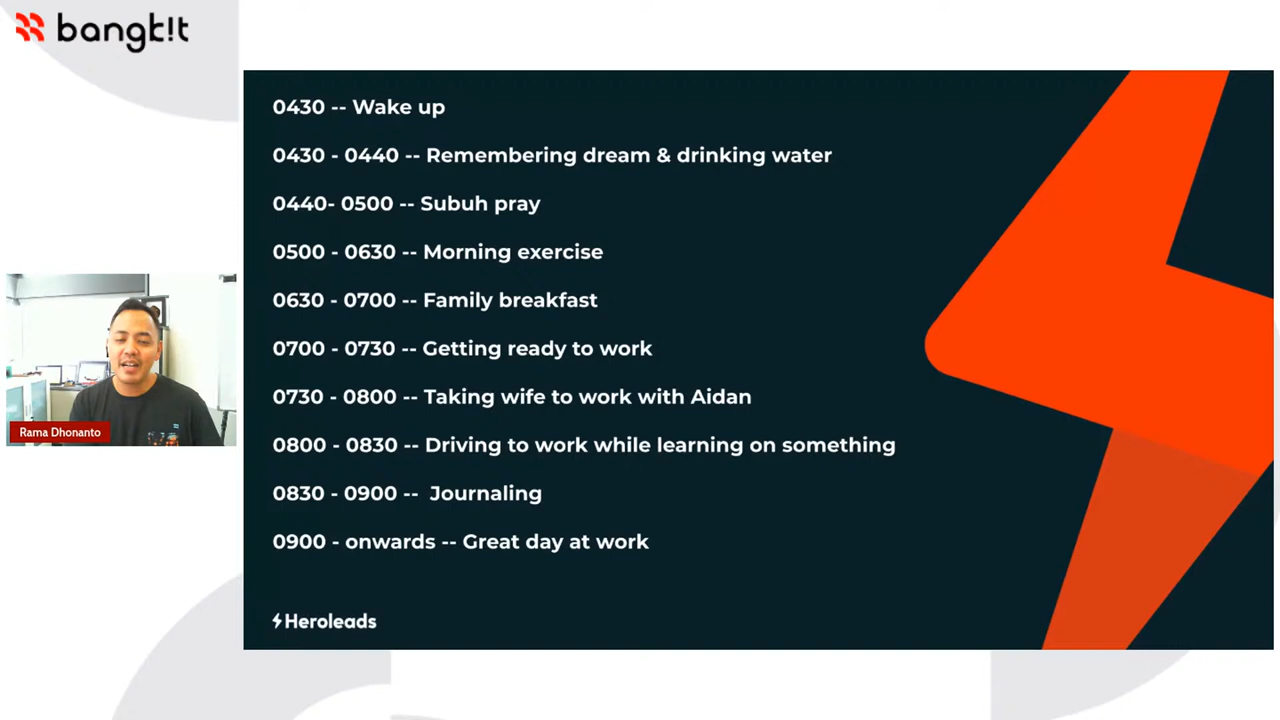 bangk!t
0430 -- Wake up
0430 - 0440 -- Remembering dream & drinking water
0440- 0500 -- Subuh pray
0500 - 0630 -- Morning exercise
0630 - 0700 -- Family breakfast
0700 - 0730 -- Getting ready to work
0730 - 0800 -- Taking wife to work with Aidan
0800 - 0830 -- Driving to work while learning on something
0830 - 0900 --  Journaling
0900 - onwards -- Great day at work
Rama Dhonanto
Heroleads